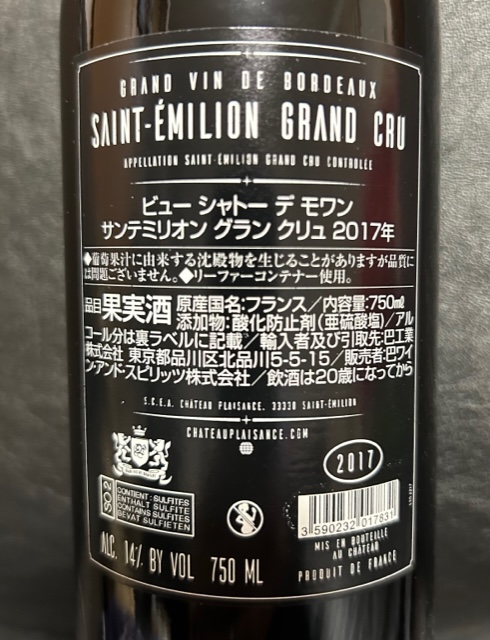 GRAND VIN DE BORDEAUX
SAINT-ÉMILION GRAND CRU
APPELLATION SAINT-ÉMILION GRAND CRU CONTRÔLÉE
ビュー シャトー デ モワン
サンテミリオン グラン クリュ 2017年
◆葡萄果汁に由来する沈殿物を生じることがありますが品質に
は問題ございません。◆リーファーコンテナー使用。
品目果実酒 原産国名:フランス/内容量:750㎖
添加物:酸化防止剤(亜硫酸塩)/アル
コール分は裏ラベルに記載/輸入者及び引取先:巴工業
株式会社 東京都品川区北品川5-5-15/販売者:巴ワイ
ン・アンド・スピリッツ株式会社/飲酒は20歳になってから
S.C.E.A. CHÂTEAU PLAISANCE, 33330 SAINT-ÉMILION
CHATEAUPLAISANCE.COM
2017
SO2
CONTIENT : SULFITES
ENTHALT SULFITE
CONTAINS SULFITES
BEVAT SULFIETEN
3 590232 017831
MIS EN BOUTEILLE
AU CHÂTEAU
PRODUIT DE FRANCE
ALC. 14% BY VOL 750 ML